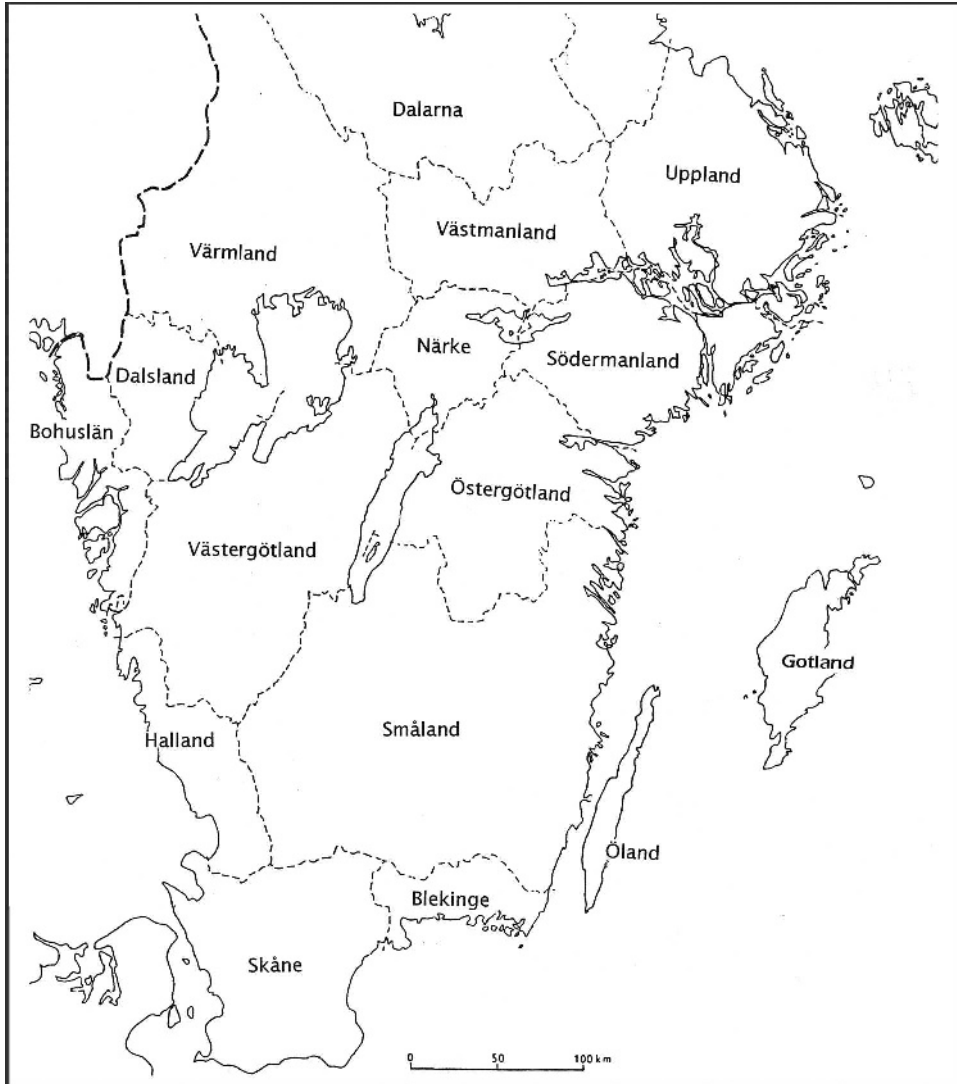 Dalarna
Uppland
Västmanland
Värmland
Närke
Södermanland
Dalsland
Bohuslän
Östergötland
Västergötland
Gotland
Småland
Halland
Öland
Blekinge
Skåne
0 50 100 km